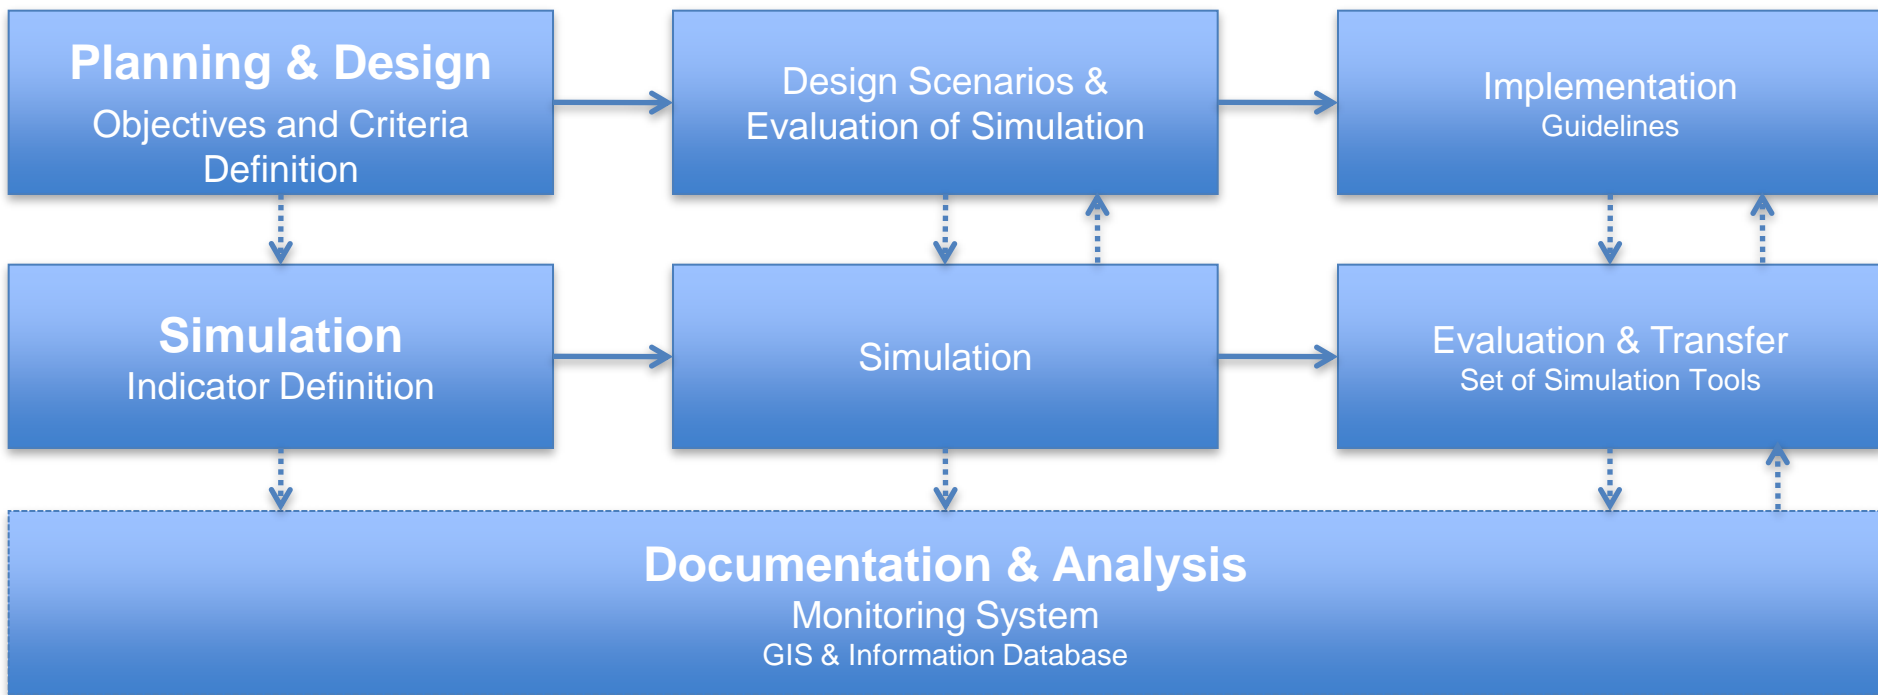 Planning & Design
Objectives and Criteria
Definition
Design Scenarios &
Evaluation of Simulation
Implementation
Guidelines
Simulation
Indicator Definition
Simulation
Evaluation & Transfer
Set of Simulation Tools
Documentation & Analysis
Monitoring System
GIS & Information Database